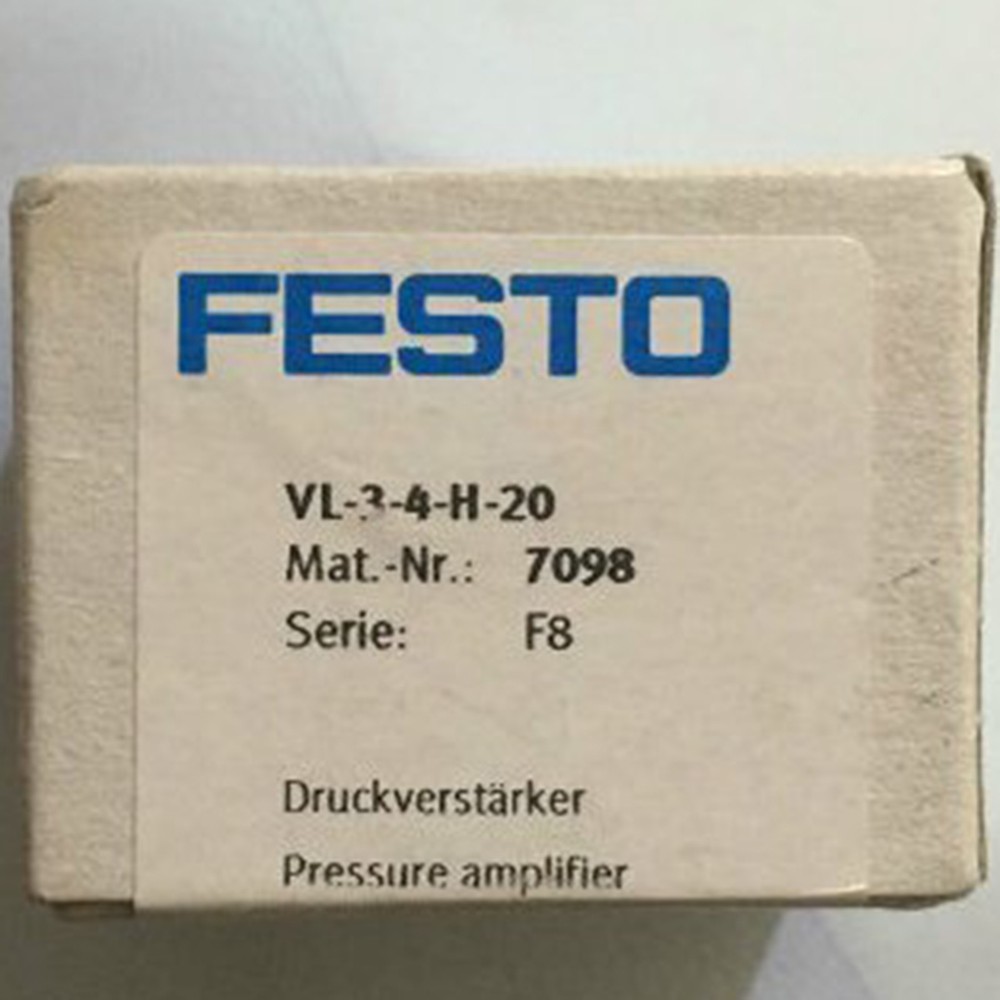 FESTO
VL-3-4-H-20
Mat.-Nr.: 7098
Serie: F8
Druckverstärker
Pressure amplifier